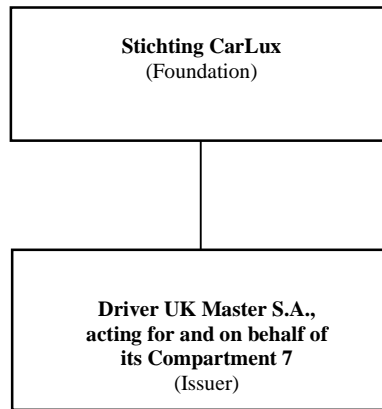 Stichting CarLux
(Foundation)
Driver UK Master S.A.,
acting for and on behalf of
its Compartment 7
(Issuer)